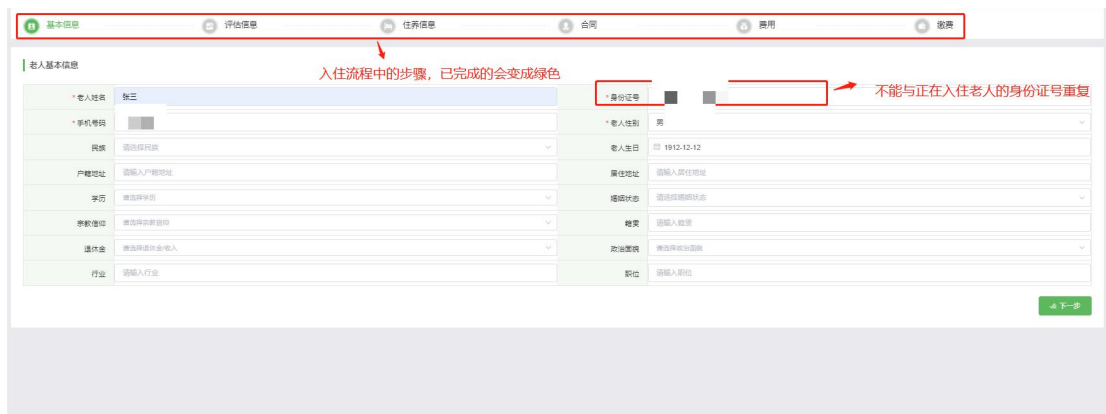 基本信息 评估信息 住养信息 合同 费用 缴费
入住流程中的步骤，已完成的会变成绿色
老人基本信息
*老人姓名 张三 *身份证号 不能与正在入住老人的身份证号重复
*手机号码 *老人性别 男
民族 请选择民族 老人生日 1912-12-12
户籍地址 请输入户籍地址 居住地址 请输入居住地址
学历 请选择学历 婚姻状态 请选择婚姻状态
宗教信仰 请选择宗教信仰 籍贯 请输入籍贯
退休金 请选择退休金收入 政治面貌 请选择政治面貌
行业 请输入行业 职位 请输入职位
下一步